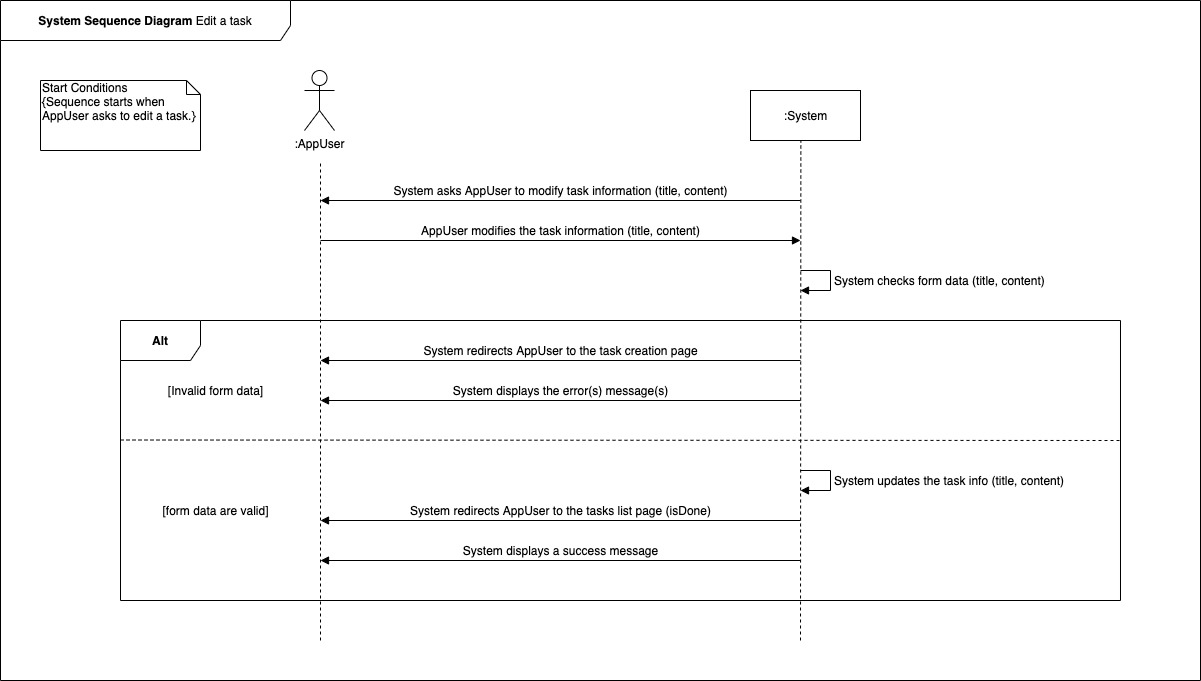 System Sequence Diagram Edit a task
Start Conditions
{Sequence starts when
AppUser asks to edit a task.}
:AppUser
:System
System asks AppUser to modify task information (title, content)
AppUser modifies the task information (title, content)
System checks form data (title, content)
Alt
System redirects AppUser to the task creation page
[Invalid form data]
System displays the error(s) message(s)
System updates the task info (title, content)
[form data are valid]
System redirects AppUser to the tasks list page (isDone)
System displays a success message